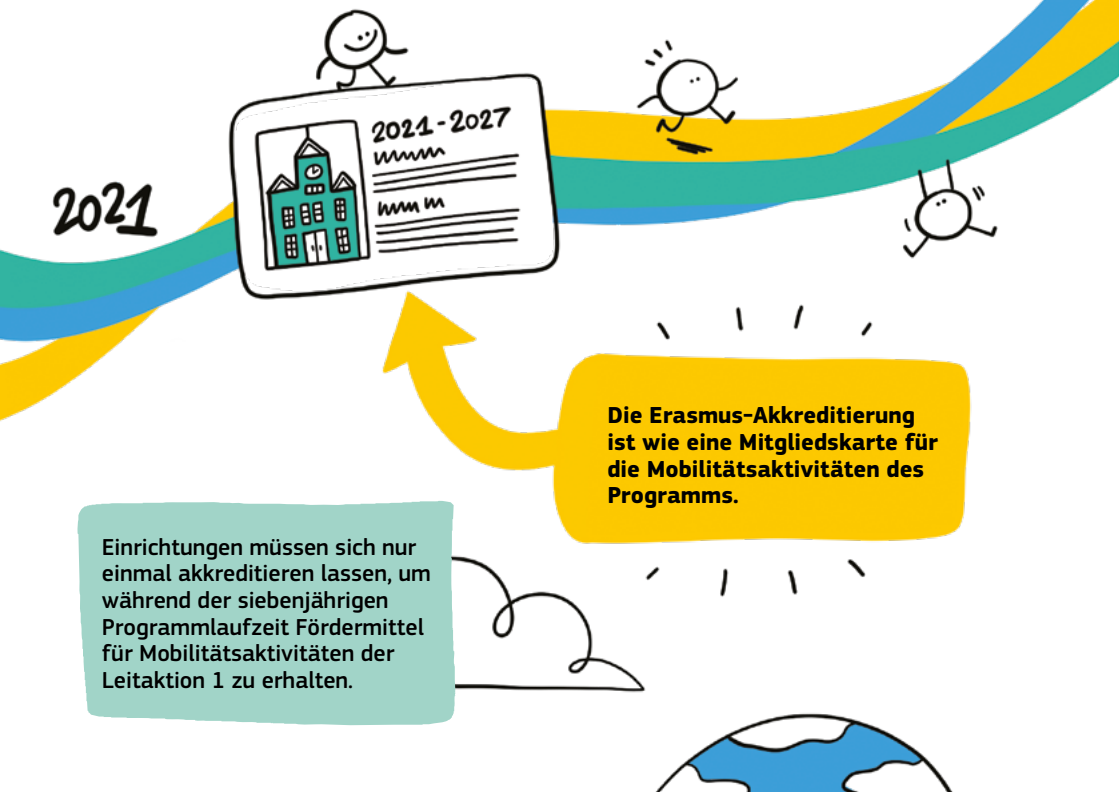 2021-2027
2021
Die Erasmus-Akkreditierung
ist wie eine Mitgliedskarte für
die Mobilitätsaktivitäten des
Programms.
Einrichtungen müssen sich nur
einmal akkreditieren lassen, um
während der siebenjährigen
Programmlaufzeit Fördermittel
für Mobilitätsaktivitäten der
Leitaktion 1 zu erhalten.